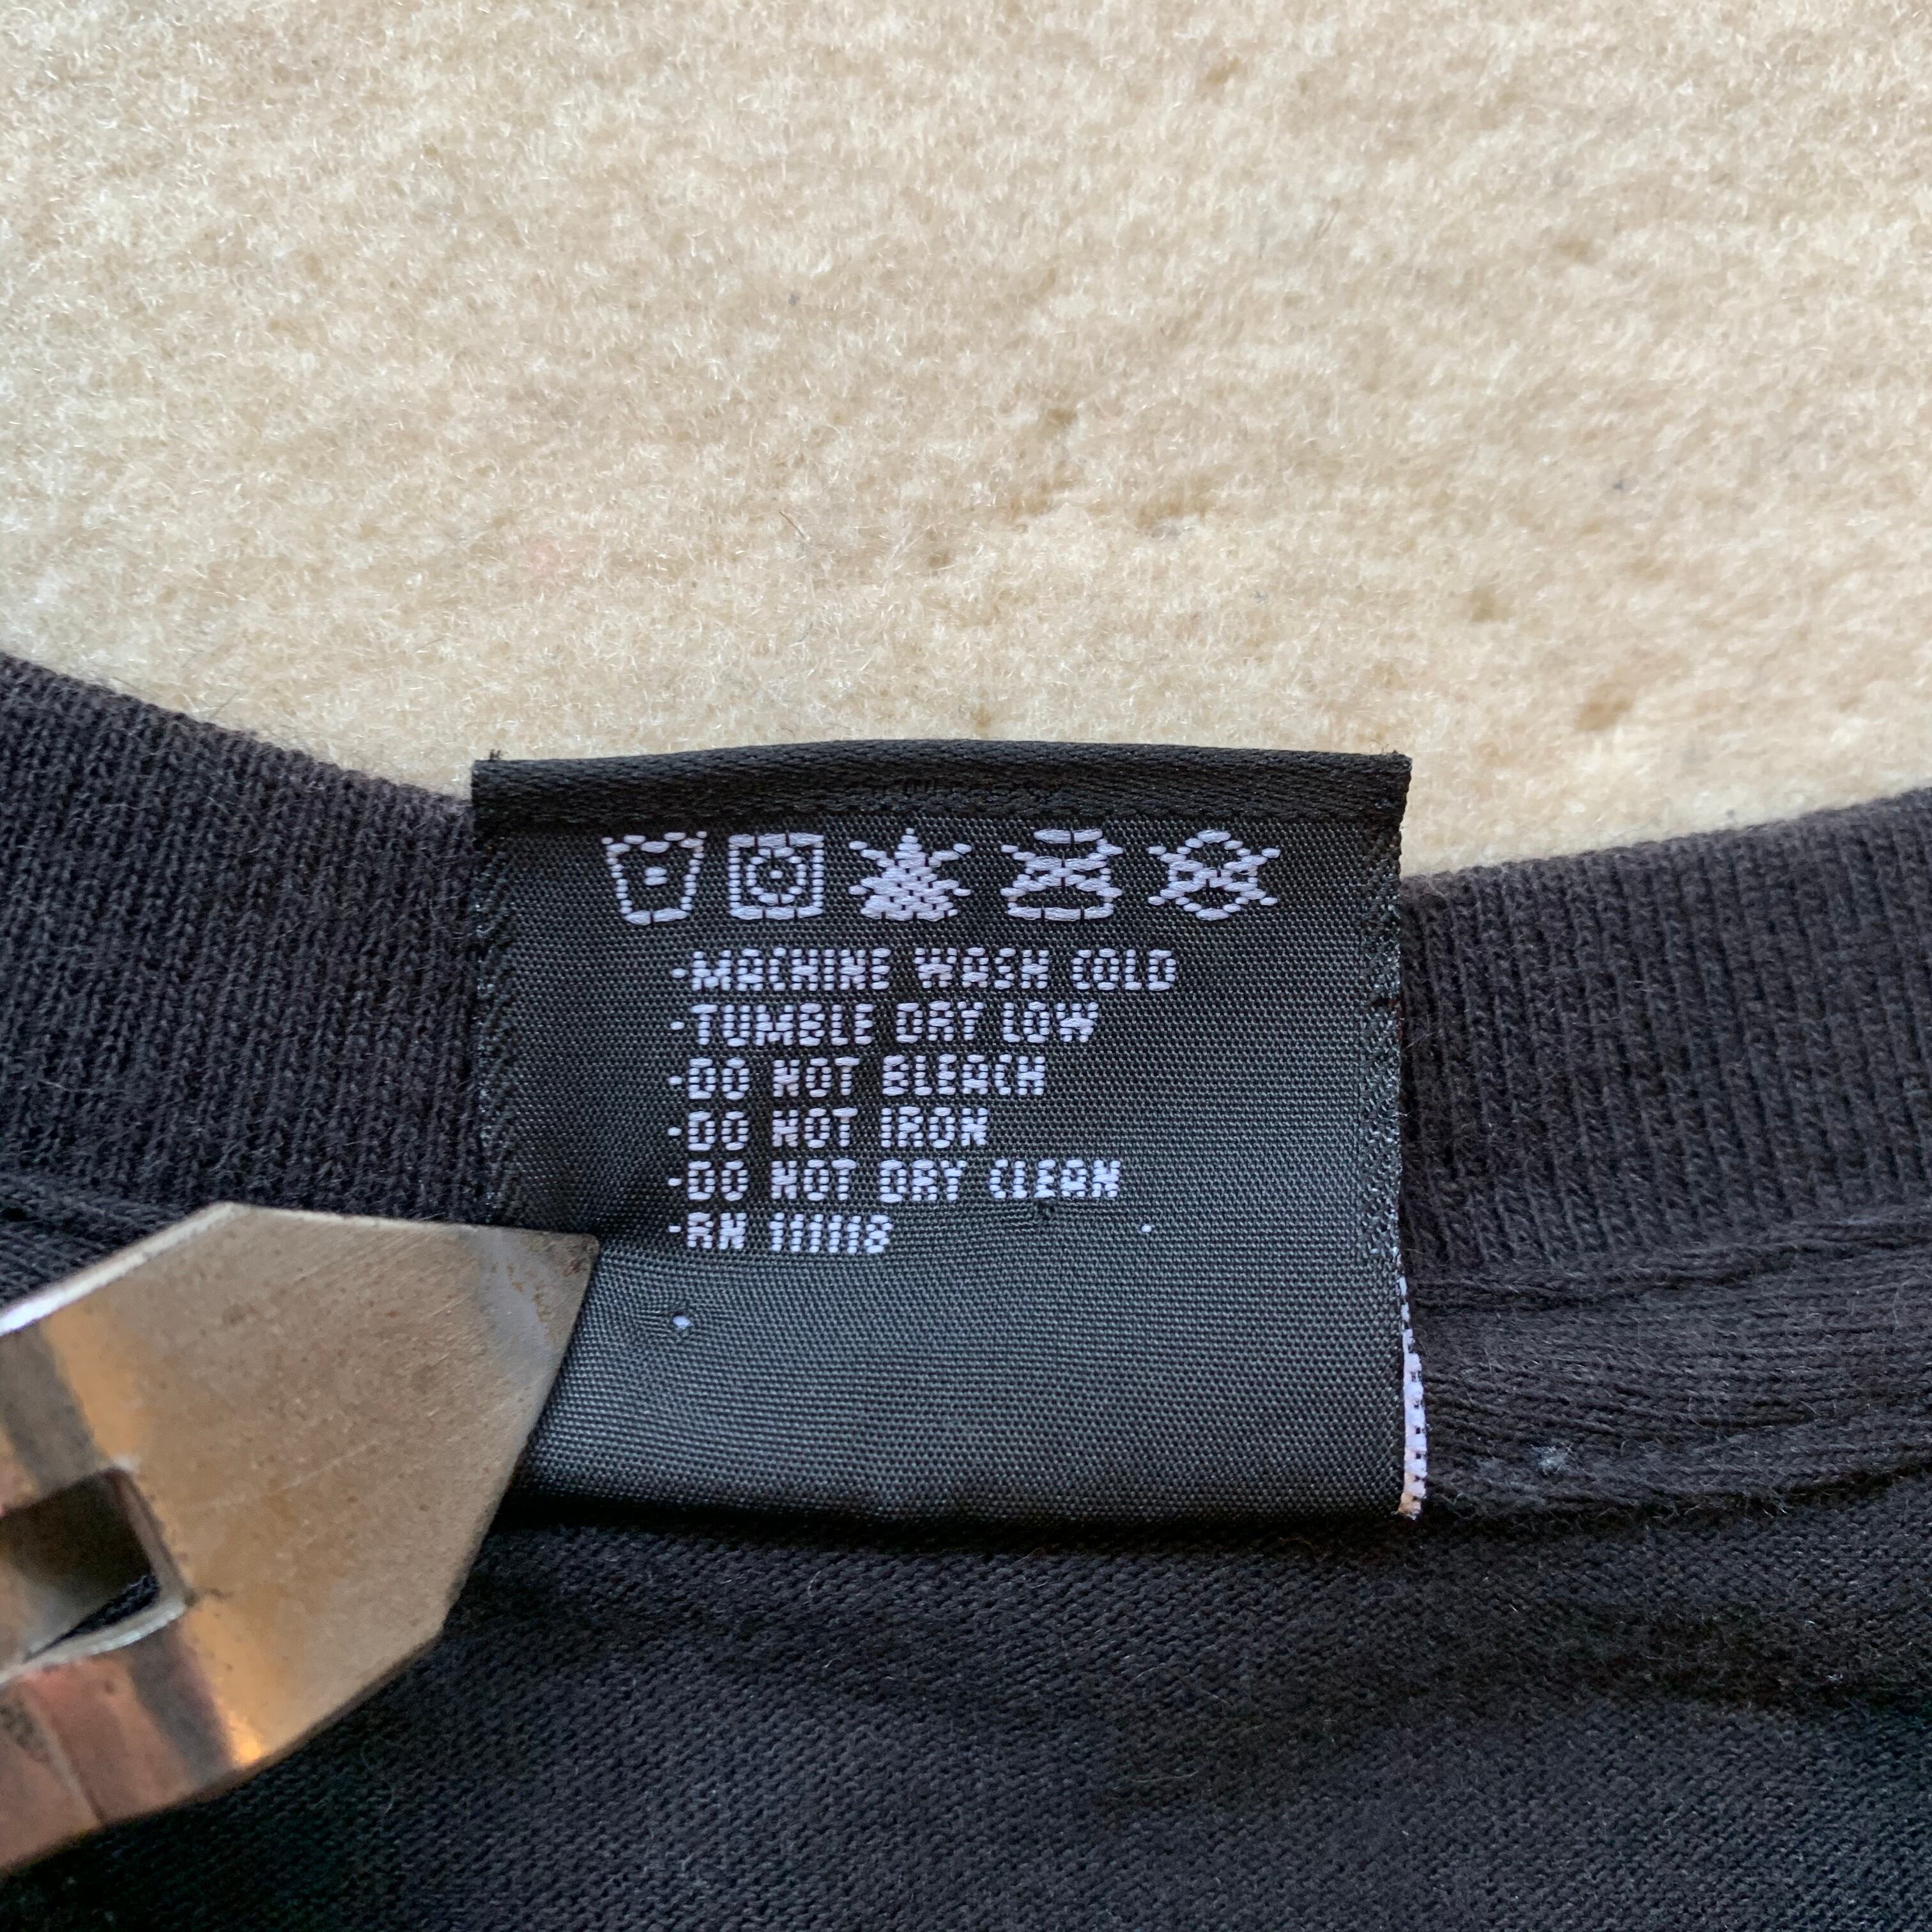 -MACHINE WASH COLD
-TUMBLE DRY LOW
-DO NOT BLEACH
-DO NOT IRON
-DO NOT DRY CLEAN
-RN 111118